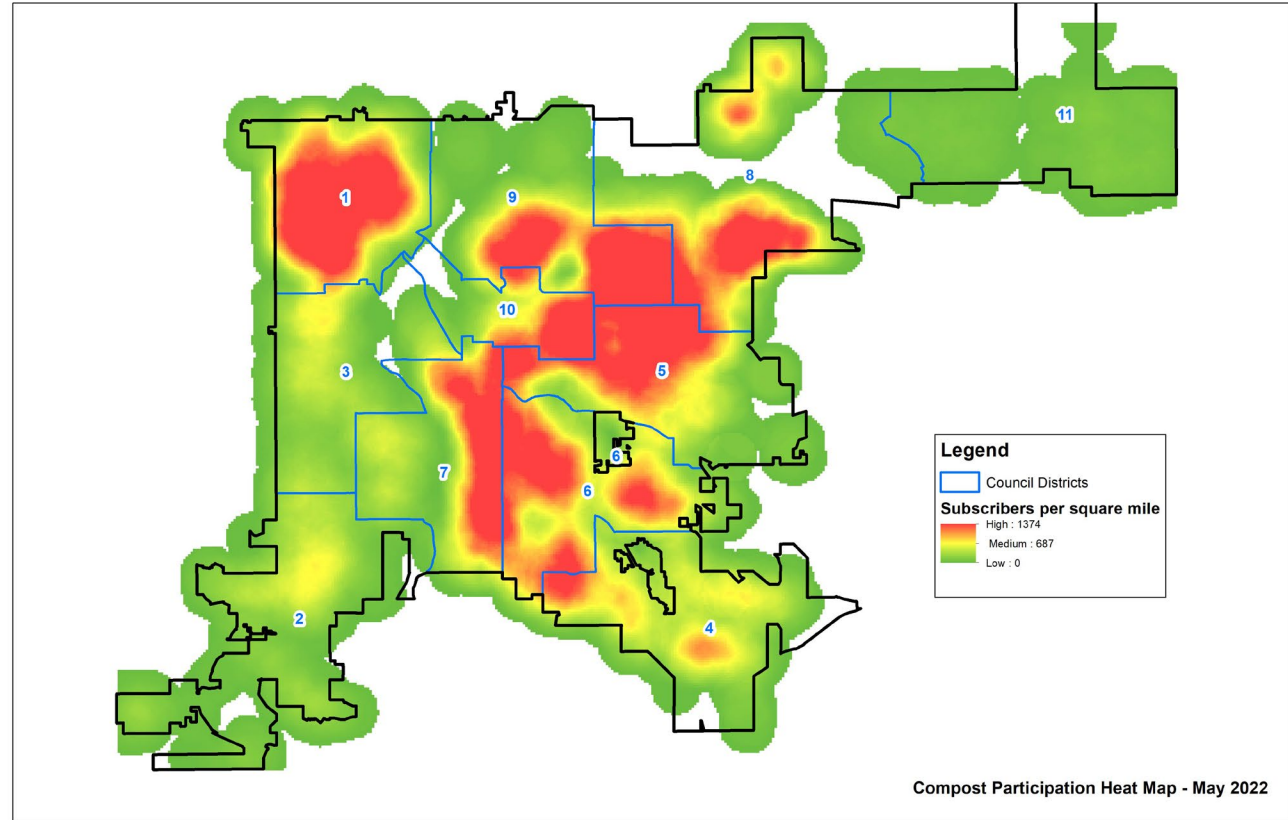 11
8
1
9
10
3
5
6
7
6
2
4
Legend
Council Districts
Subscribers per square mile
High : 1374
Medium : 687
Low : 0
Compost Participation Heat Map - May 2022